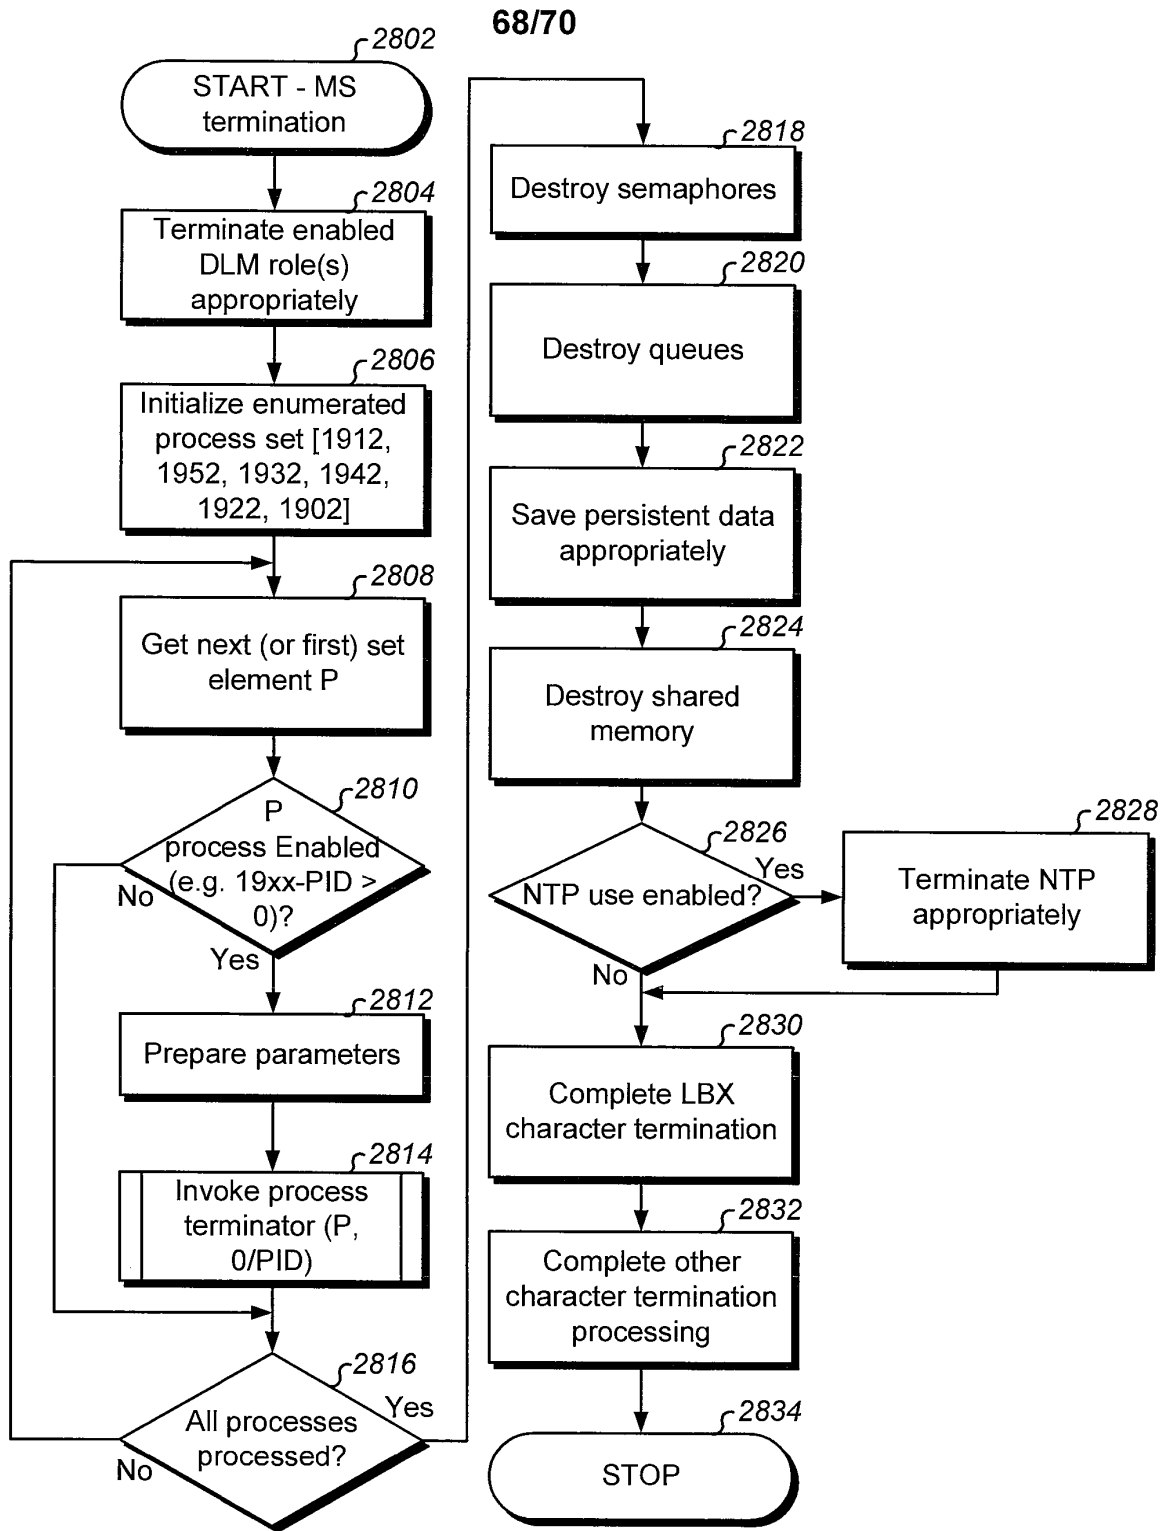 68/70
2802
START - MS
termination
2804
Terminate enabled
DLM role(s)
appropriately
2806
Initialize enumerated
process set [1912,
1952, 1932, 1942,
1922, 1902]
2808
Get next (or first) set
element P
2810
P
process Enabled
(e.g. 19xx-PID >
0)?
No
Yes
2812
Prepare parameters
2814
Invoke process
terminator (P,
0/PID)
2816
All processes
processed?
Yes
No
2818
Destroy semaphores
2820
Destroy queues
2822
Save persistent data
appropriately
2824
Destroy shared
memory
2826
NTP use enabled?
Yes
No
2828
Terminate NTP
appropriately
2830
Complete LBX
character termination
2832
Complete other
character termination
processing
2834
STOP